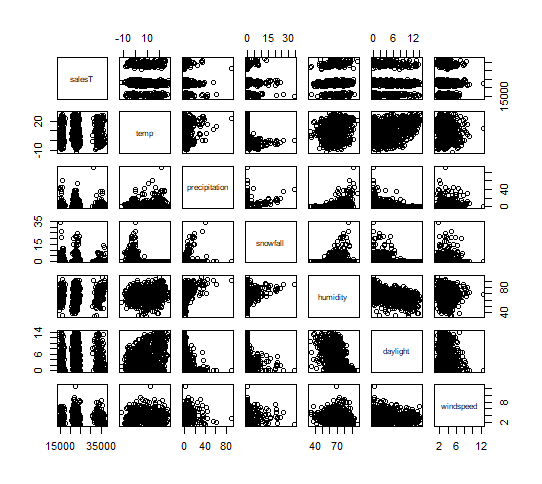 -10 10
0 15 30
0 6 12
salesT
15000
-10 20
temp
precipitation
0 40
0 15 35
snowfall
humidity
40 80
0 6 14
daylight
windspeed
2 8
15000 35000
0 40 80
40 70
2 6 12